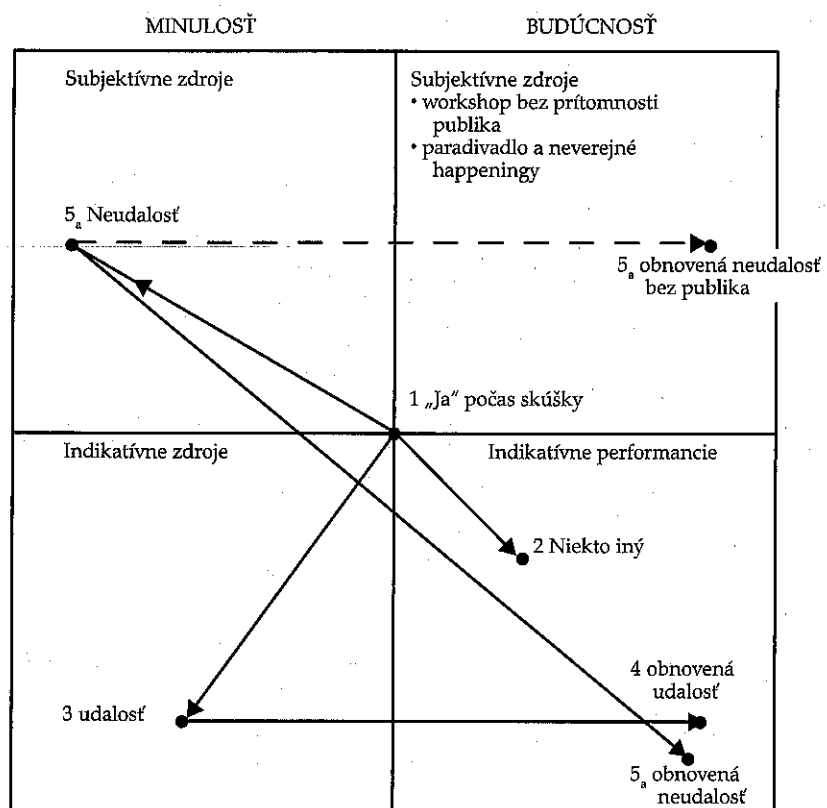 MINULOSŤ
BUDÚCNOSŤ
Subjektívne zdroje
Subjektívne zdroje
• workshop bez prítomnosti
publika
• paradivadlo a neverejné
happeningy
5a Neudalosť
5a obnovená neudalosť
bez publika
1 „Ja“ počas skúšky
Indikatívne zdroje
Indikatívne performancie
2 Niekto iný
3 udalosť
4 obnovená
udalosť
5a obnovená
neudalosť